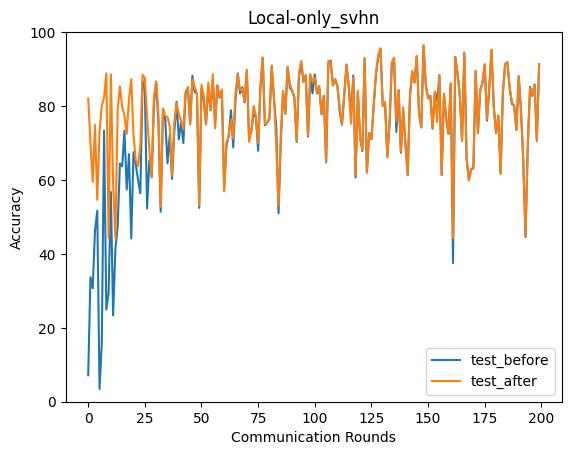 Local-only_svhn
100
80
60
40
20
0
Accuracy
0 25 50 75 100 125 150 175 200
Communication Rounds
test_before
test_after